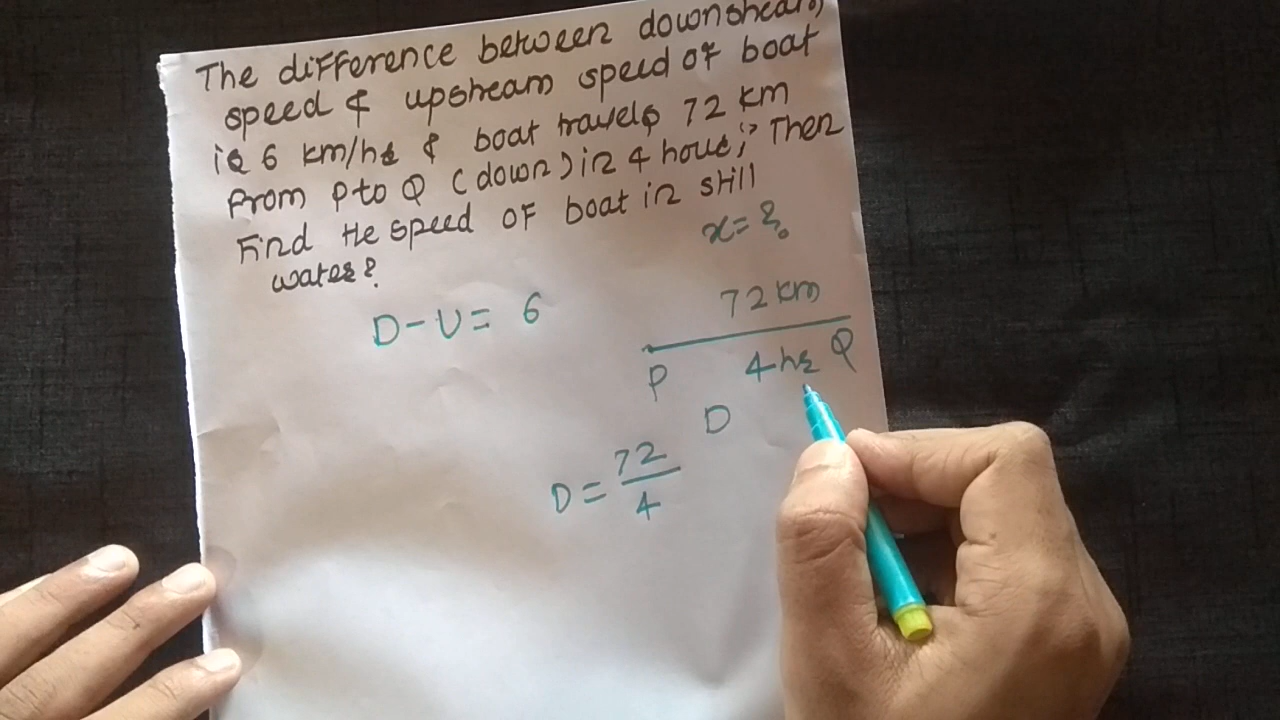 The difference between downstream
speed & upstream speed of boat
is 6 km/hr & boat travels 72 km
from P to Q (down) in 4 hour; Then
Find the speed of boat in still
water?
x = ?
D - U = 6
72 km
P 4 hr Q
D
D = 72/4